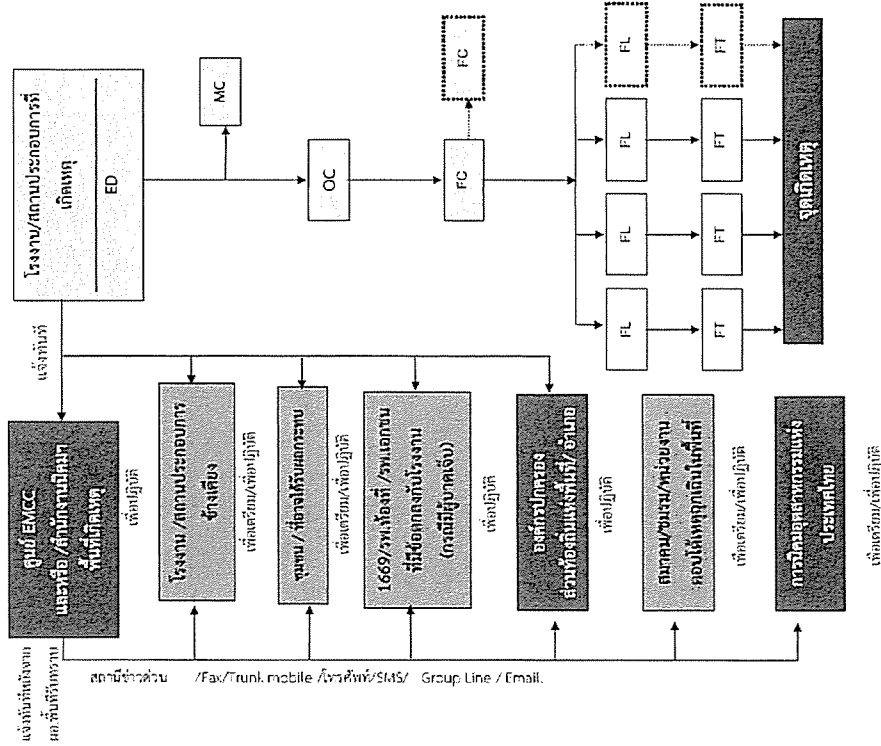 โรงงาน/สถานประกอบการที่
เกิดเหตุ
ED
แจ้งทันที
MC
OC
FC
FC
FL
FL
FL
FL
FT
FT
FT
FT
จุดเกิดเหตุ
ศูนย์ EMCC
และหรือ /สำนักงานนิคมฯ
พื้นที่เกิดเหตุ
เพื่อปฏิบัติ
โรงงาน /สถานประกอบการ
ข้างเคียง
เพื่อเตรียม/เพื่อปฏิบัติ
ชุมชน / ที่อาจได้รับผลกระทบ
เพื่อเตรียม/เพื่อปฏิบัติ
1669/รพ.ท้องที่ /รพ.เอกชน
ที่มีข้อตกลงกับโรงงาน
(กรณีมีผู้บาดเจ็บ)
เพื่อปฏิบัติ
องค์กรปกครอง
ส่วนท้องถิ่นแห่งพื้นที่/ อำเภอ
เพื่อปฏิบัติ
สมาคม/ชมรม/หน่วยงาน
ตอบโต้เหตุฉุกเฉินในพื้นที่
เพื่อเตรียม/เพื่อปฏิบัติ
การนิคมอุตสาหกรรมแห่ง
ประเทศไทย
เพื่อเตรียม/เพื่อปฏิบัติ
แจ้งทันทีหลังจาก
ผอ.พื้นที่รับทราบ
สถานีข่าวด่วน /Fax/Trunk mobile /โทรศัพท์/SMS/ Group Line / Email.